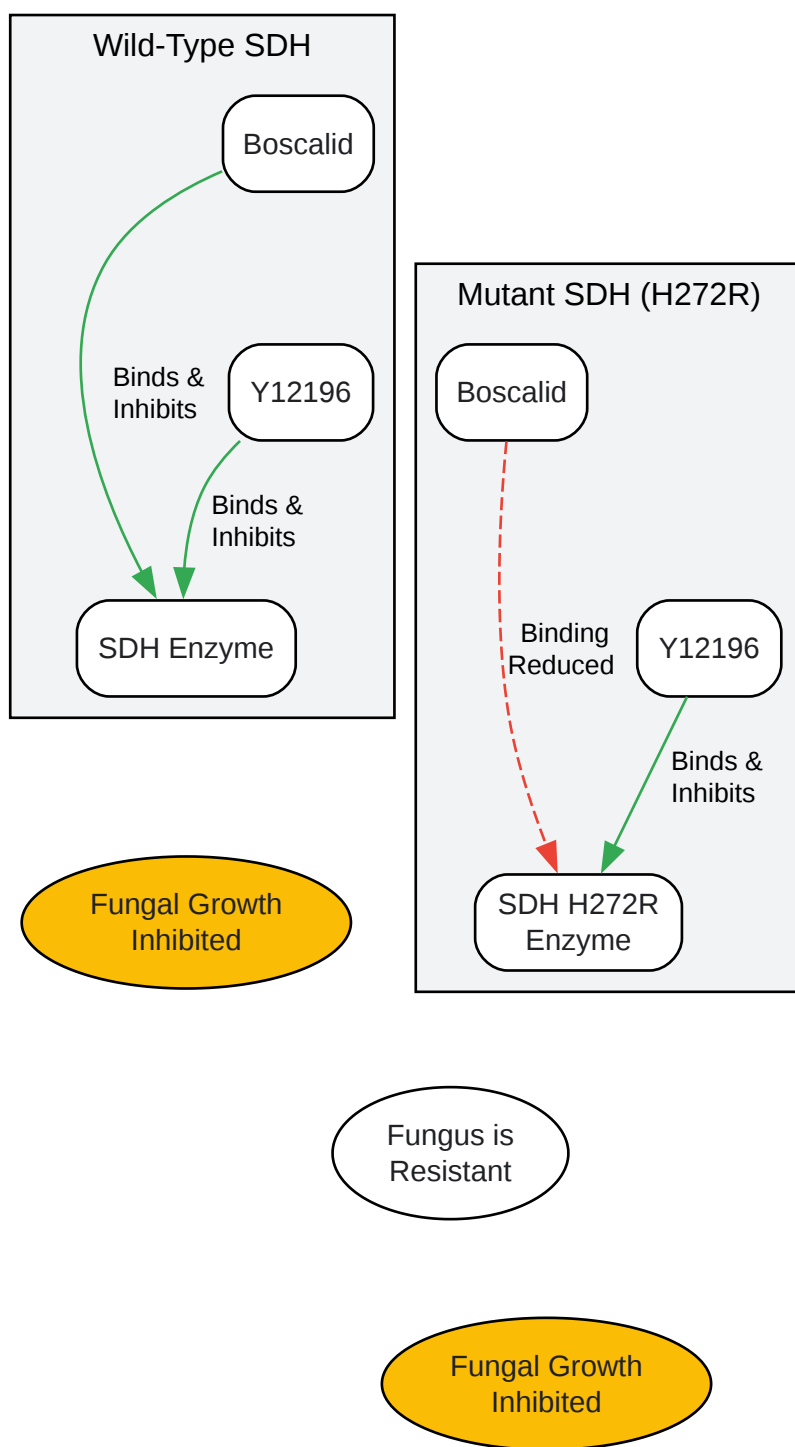 Wild-Type SDH
Boscalid
Binds &
Inhibits
Y12196
Binds &
Inhibits
SDH Enzyme
Mutant SDH (H272R)
Boscalid
Binding
Reduced
Y12196
Binds &
Inhibits
SDH H272R
Enzyme
Fungal Growth
Inhibited
Fungus is
Resistant
Fungal Growth
Inhibited